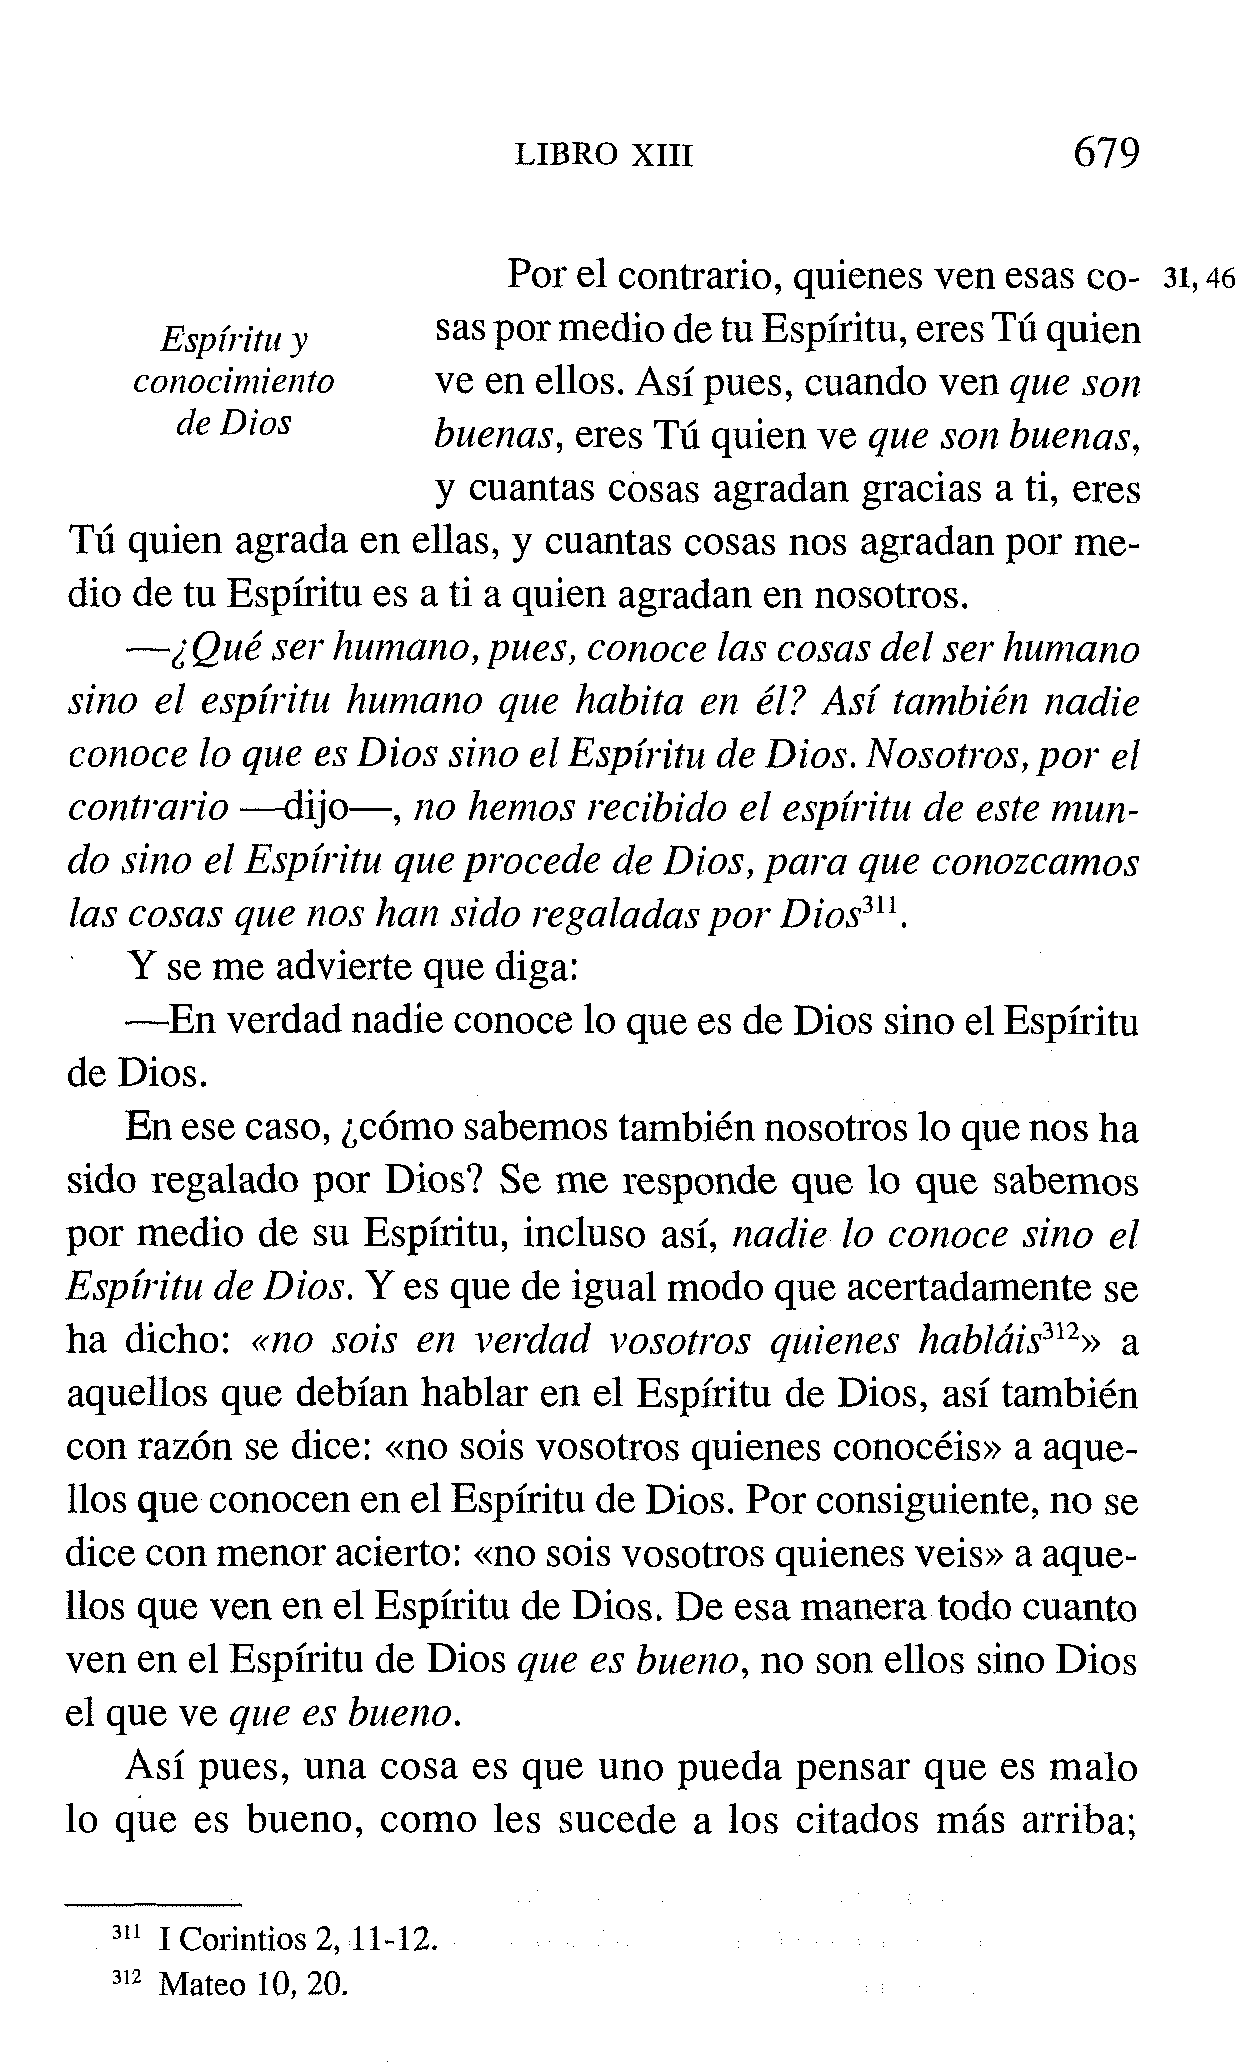 LIBRO XIII 679
Por el contrario, quienes ven esas co- 31, 46
Espíritu y
conocimiento
de Dios
sas por medio de tu Espíritu, eres Tú quien
ve en ellos. Así pues, cuando ven que son
buenas, eres Tú quien ve que son buenas,
y cuantas cosas agradan gracias a ti, eres
Tú quien agrada en ellas, y cuantas cosas nos agradan por me-
dio de tu Espíritu es a ti a quien agradan en nosotros.
—¿Qué ser humano, pues, conoce las cosas del ser humano
sino el espíritu humano que habita en él? Así también nadie
conoce lo que es Dios sino el Espíritu de Dios. Nosotros, por el
contrario —dijo—, no hemos recibido el espíritu de este mun-
do sino el Espíritu que procede de Dios, para que conozcamos
las cosas que nos han sido regaladas por Dios³¹¹.
Y se me advierte que diga:
—En verdad nadie conoce lo que es de Dios sino el Espíritu
de Dios.
En ese caso, ¿cómo sabemos también nosotros lo que nos ha
sido regalado por Dios? Se me responde que lo que sabemos
por medio de su Espíritu, incluso así, nadie lo conoce sino el
Espíritu de Dios. Y es que de igual modo que acertadamente se
ha dicho: «no sois en verdad vosotros quienes habláis³¹²» a
aquellos que debían hablar en el Espíritu de Dios, así también
con razón se dice: «no sois vosotros quienes conocéis» a aque-
llos que conocen en el Espíritu de Dios. Por consiguiente, no se
dice con menor acierto: «no sois vosotros quienes veis» a aque-
llos que ven en el Espíritu de Dios. De esa manera todo cuanto
ven en el Espíritu de Dios que es bueno, no son ellos sino Dios
el que ve que es bueno.
Así pues, una cosa es que uno pueda pensar que es malo
lo que es bueno, como les sucede a los citados más arriba;
³¹¹ I Corintios 2, 11-12.
³¹² Mateo 10, 20.